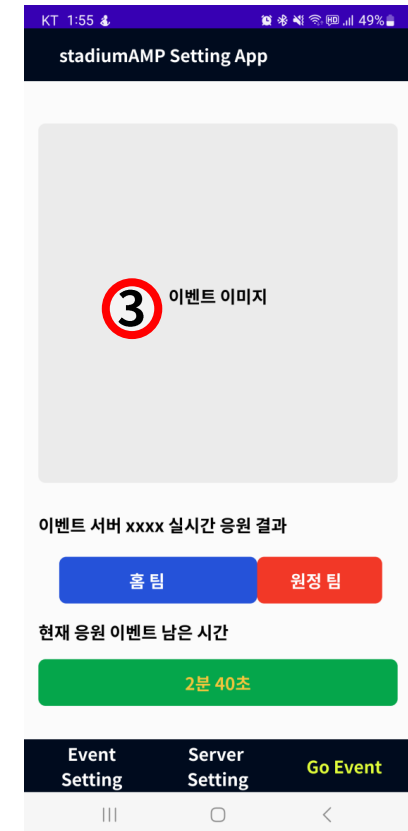 KT 1:55 49%
stadiumAMP Setting App
③ 이벤트 이미지
이벤트 서버 xxxx 실시간 응원 결과
홈 팀 원정 팀
현재 응원 이벤트 남은 시간
2분 40초
Event Server
Setting Setting Go Event